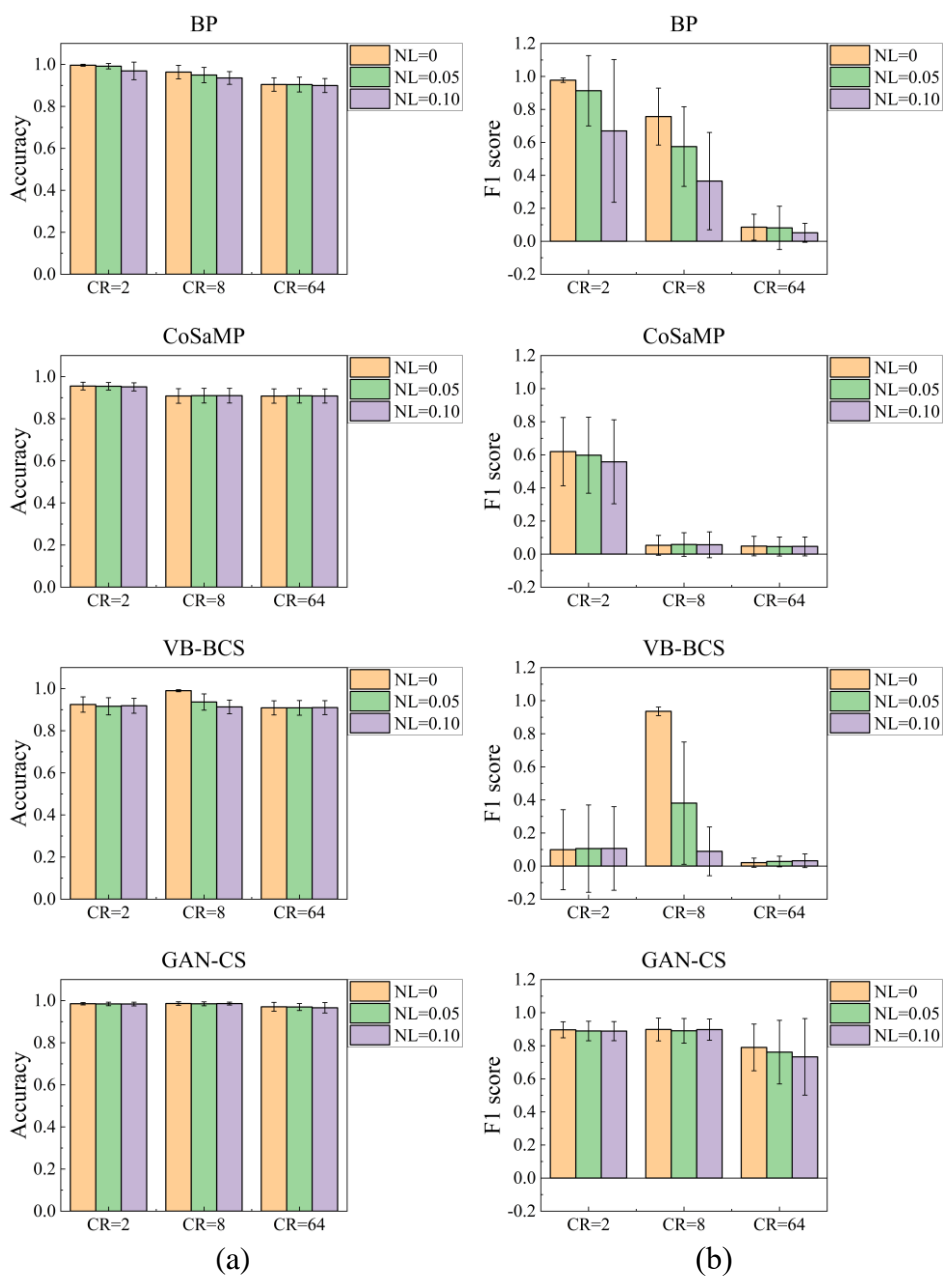 BP
NL=0
NL=0.05
NL=0.10
Accuracy
1.0
0.8
0.6
0.4
0.2
0.0
CR=2 CR=8 CR=64
BP
NL=0
NL=0.05
NL=0.10
F1 score
1.2
1.0
0.8
0.6
0.4
0.2
0.0
-0.2
CR=2 CR=8 CR=64
CoSaMP
NL=0
NL=0.05
NL=0.10
Accuracy
1.0
0.8
0.6
0.4
0.2
0.0
CR=2 CR=8 CR=64
CoSaMP
NL=0
NL=0.05
NL=0.10
F1 score
1.2
1.0
0.8
0.6
0.4
0.2
0.0
-0.2
CR=2 CR=8 CR=64
VB-BCS
NL=0
NL=0.05
NL=0.10
Accuracy
1.0
0.8
0.6
0.4
0.2
0.0
CR=2 CR=8 CR=64
VB-BCS
NL=0
NL=0.05
NL=0.10
F1 score
1.2
1.0
0.8
0.6
0.4
0.2
0.0
-0.2
CR=2 CR=8 CR=64
GAN-CS
NL=0
NL=0.05
NL=0.10
Accuracy
1.0
0.8
0.6
0.4
0.2
0.0
CR=2 CR=8 CR=64
GAN-CS
NL=0
NL=0.05
NL=0.10
F1 score
1.2
1.0
0.8
0.6
0.4
0.2
0.0
-0.2
CR=2 CR=8 CR=64
(a) (b)